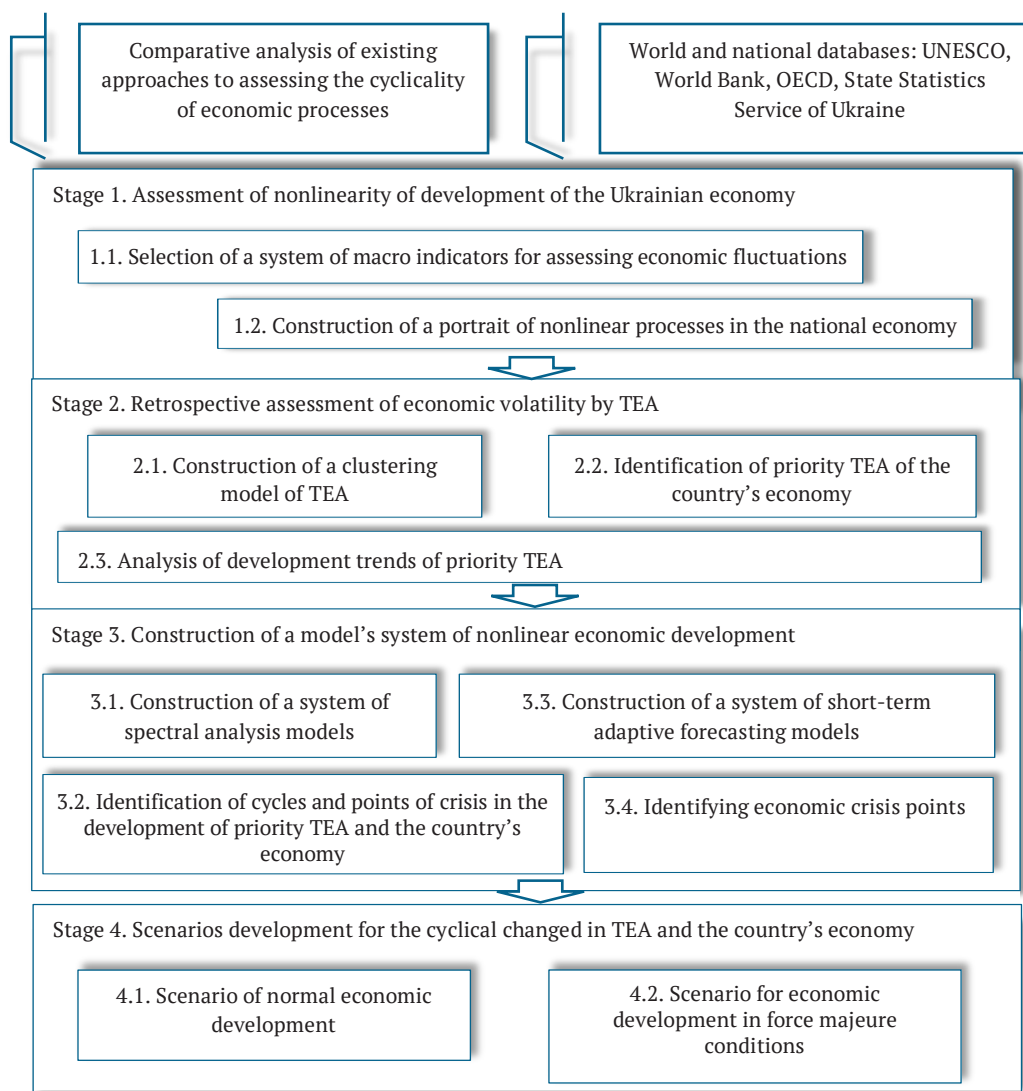 Comparative analysis of existing
approaches to assessing the cyclicality
of economic processes
World and national databases: UNESCO,
World Bank, OECD, State Statistics
Service of Ukraine
Stage 1. Assessment of nonlinearity of development of the Ukrainian economy
1.1. Selection of a system of macro indicators for assessing economic fluctuations
1.2. Construction of a portrait of nonlinear processes in the national economy
Stage 2. Retrospective assessment of economic volatility by TEA
2.1. Construction of a clustering
model of TEA
2.2. Identification of priority TEA of the
country's economy
2.3. Analysis of development trends of priority TEA
Stage 3. Construction of a model's system of nonlinear economic development
3.1. Construction of a system of
spectral analysis models
3.3. Construction of a system of short-term
adaptive forecasting models
3.2. Identification of cycles and points of crisis in the
development of priority TEA and the country's
economy
3.4. Identifying economic crisis points
Stage 4. Scenarios development for the cyclical changed in TEA and the country's economy
4.1. Scenario of normal economic
development
4.2. Scenario for economic
development in force majeure
conditions